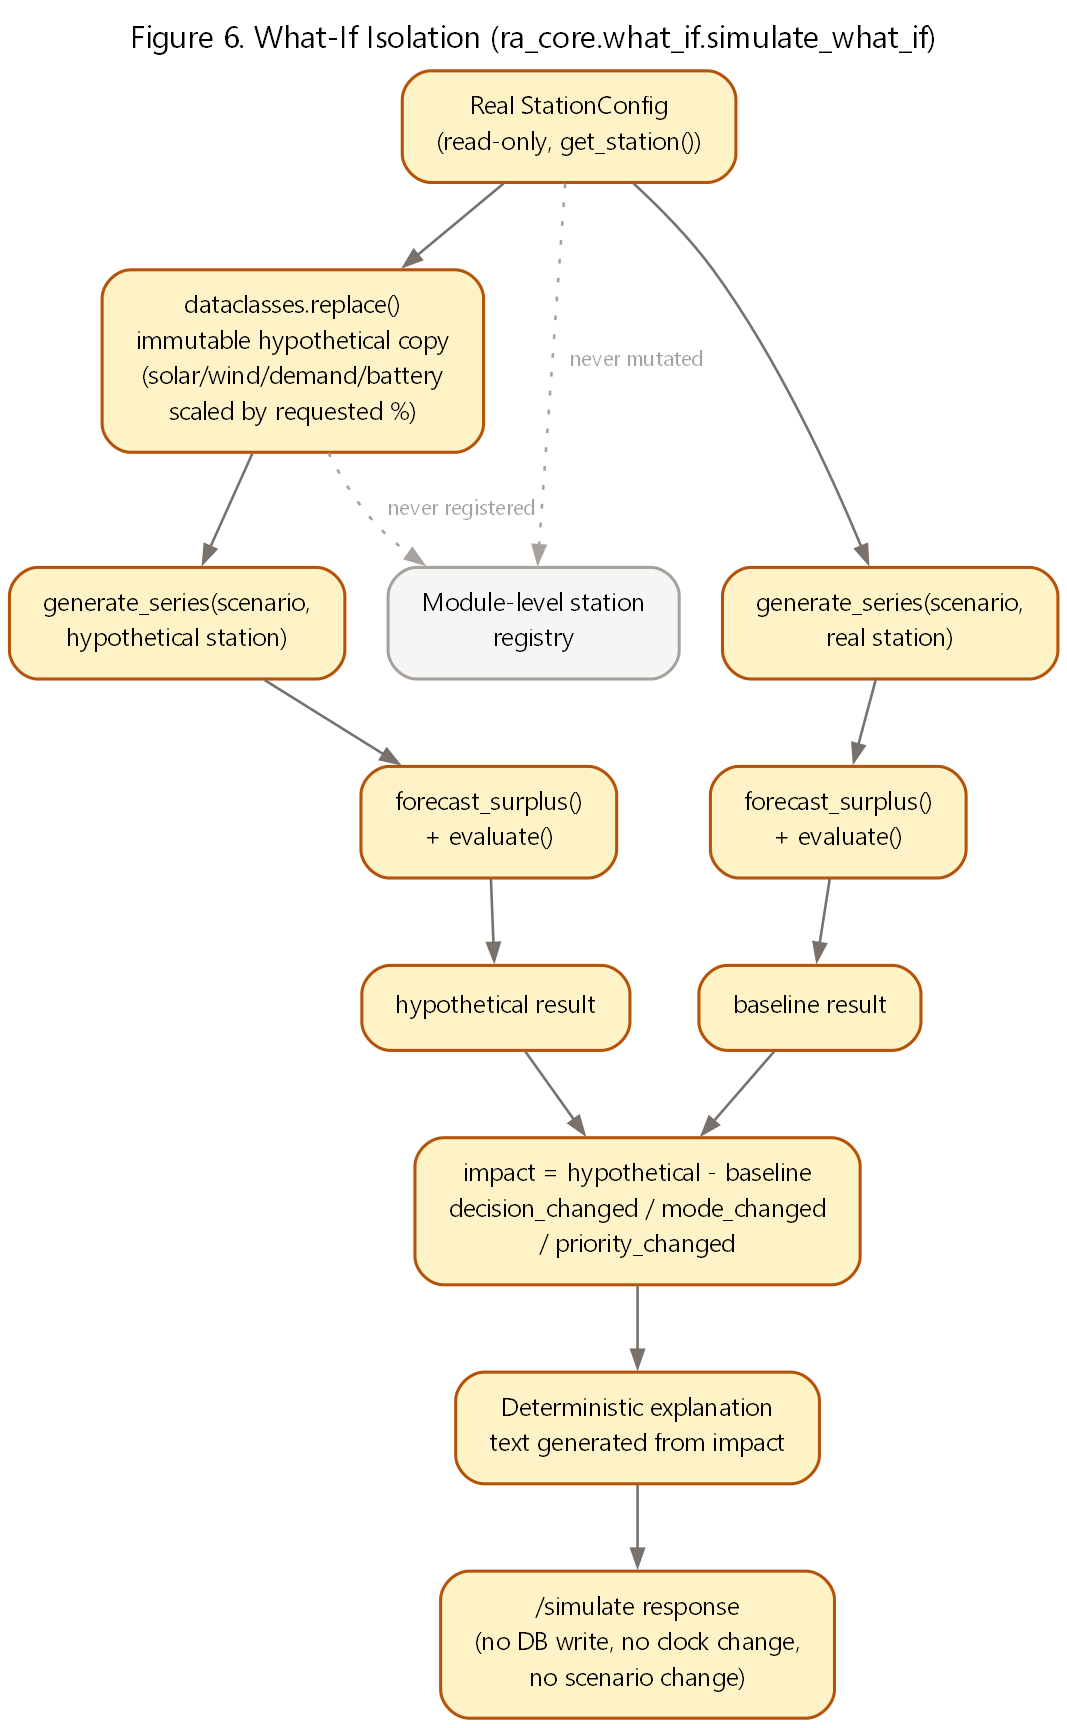 Figure 6. What-If Isolation (ra_core.what_if.simulate_what_if)
Real StationConfig
(read-only, get_station())
dataclasses.replace()
immutable hypothetical copy
(solar/wind/demand/battery
scaled by requested %)
never mutated
never registered
generate_series(scenario,
hypothetical station)
Module-level station
registry
generate_series(scenario,
real station)
forecast_surplus()
+ evaluate()
forecast_surplus()
+ evaluate()
hypothetical result
baseline result
impact = hypothetical - baseline
decision_changed / mode_changed
/ priority_changed
Deterministic explanation
text generated from impact
/simulate response
(no DB write, no clock change,
no scenario change)